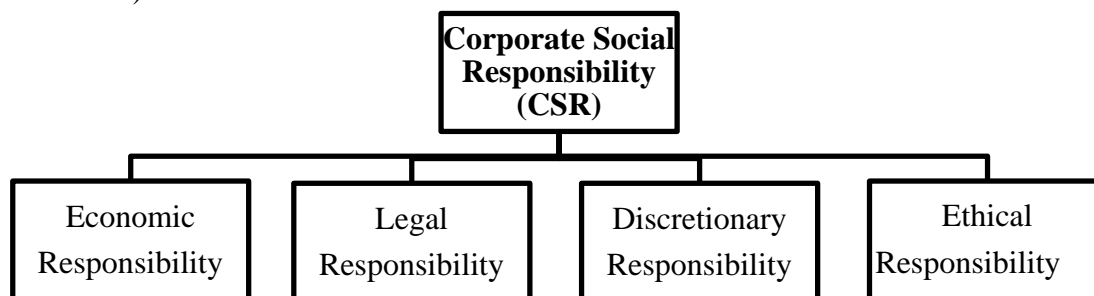 Corporate Social
Responsibility
(CSR)
Economic
Responsibility
Legal
Responsibility
Discretionary
Responsibility
Ethical
Responsibility